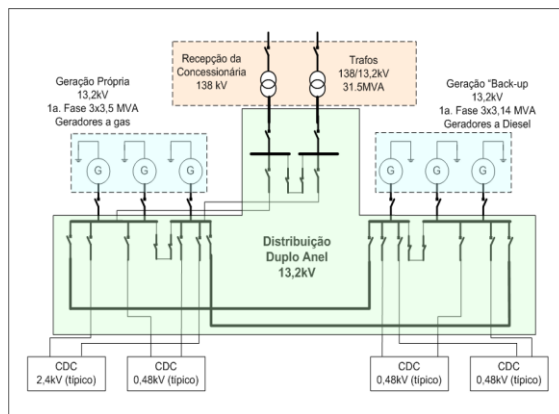 Recepção da
Concessionária
138 kV
Trafos
138/13,2kV
31.5MVA
Geração Própria
13,2kV
1a. Fase 3x3,5 MVA
Geradores a gas
Geração “Back-up
13,2kV
1a. Fase 3x3,14 MVA
Geradores a Diesel
G
G
G
G
G
G
Distribuição
Duplo Anel
13,2kV
CDC
2,4kV (típico)
CDC
0,48kV (típico)
CDC
0,48kV (típico)
CDC
0,48kV (típico)